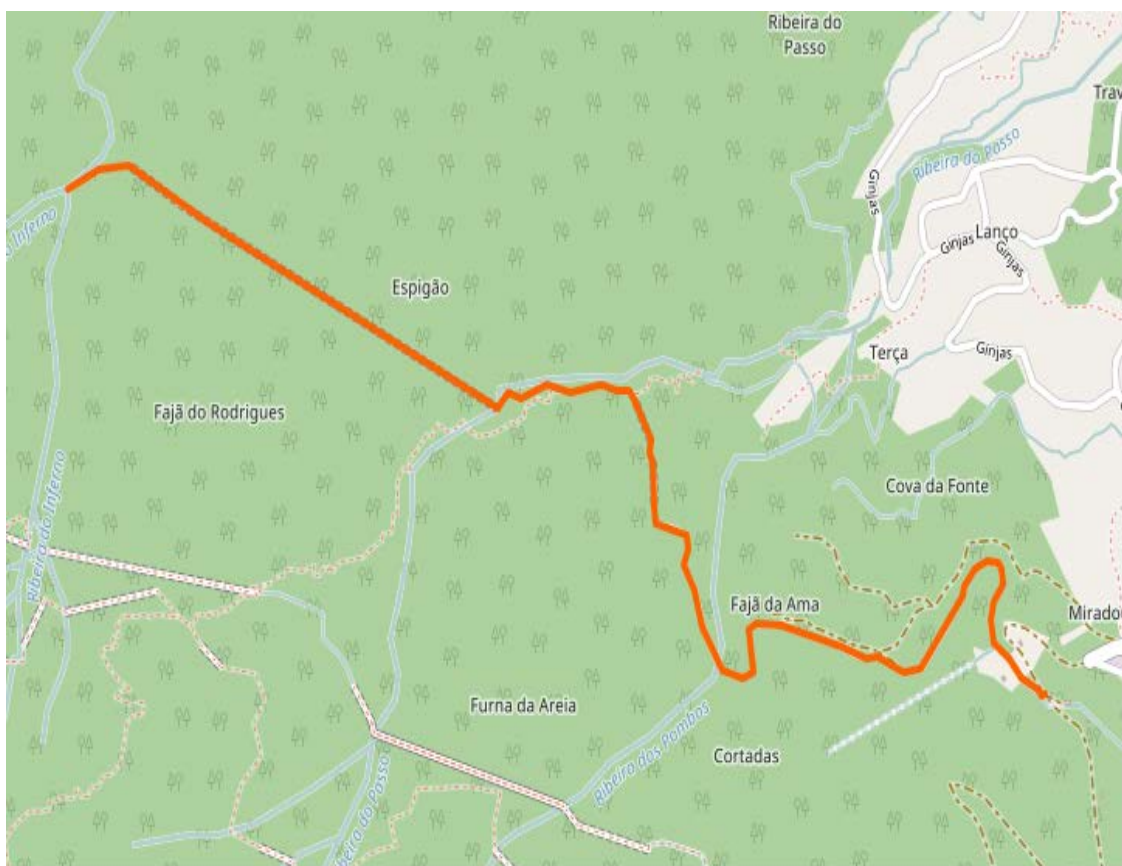 Ribeira do
Passo
Trav
Ribeira do Passo
Ginjas
Lanço
Ginjas
Ginjas
Inferno
Espigão
Terça
Ginjas
Fajã do Rodrigues
Cova da Fonte
Ribeira do Inferno
Fajã da Ama
Mirado
Furna da Areia
Ribeira dos Pombos
Cortadas
beira do Passo